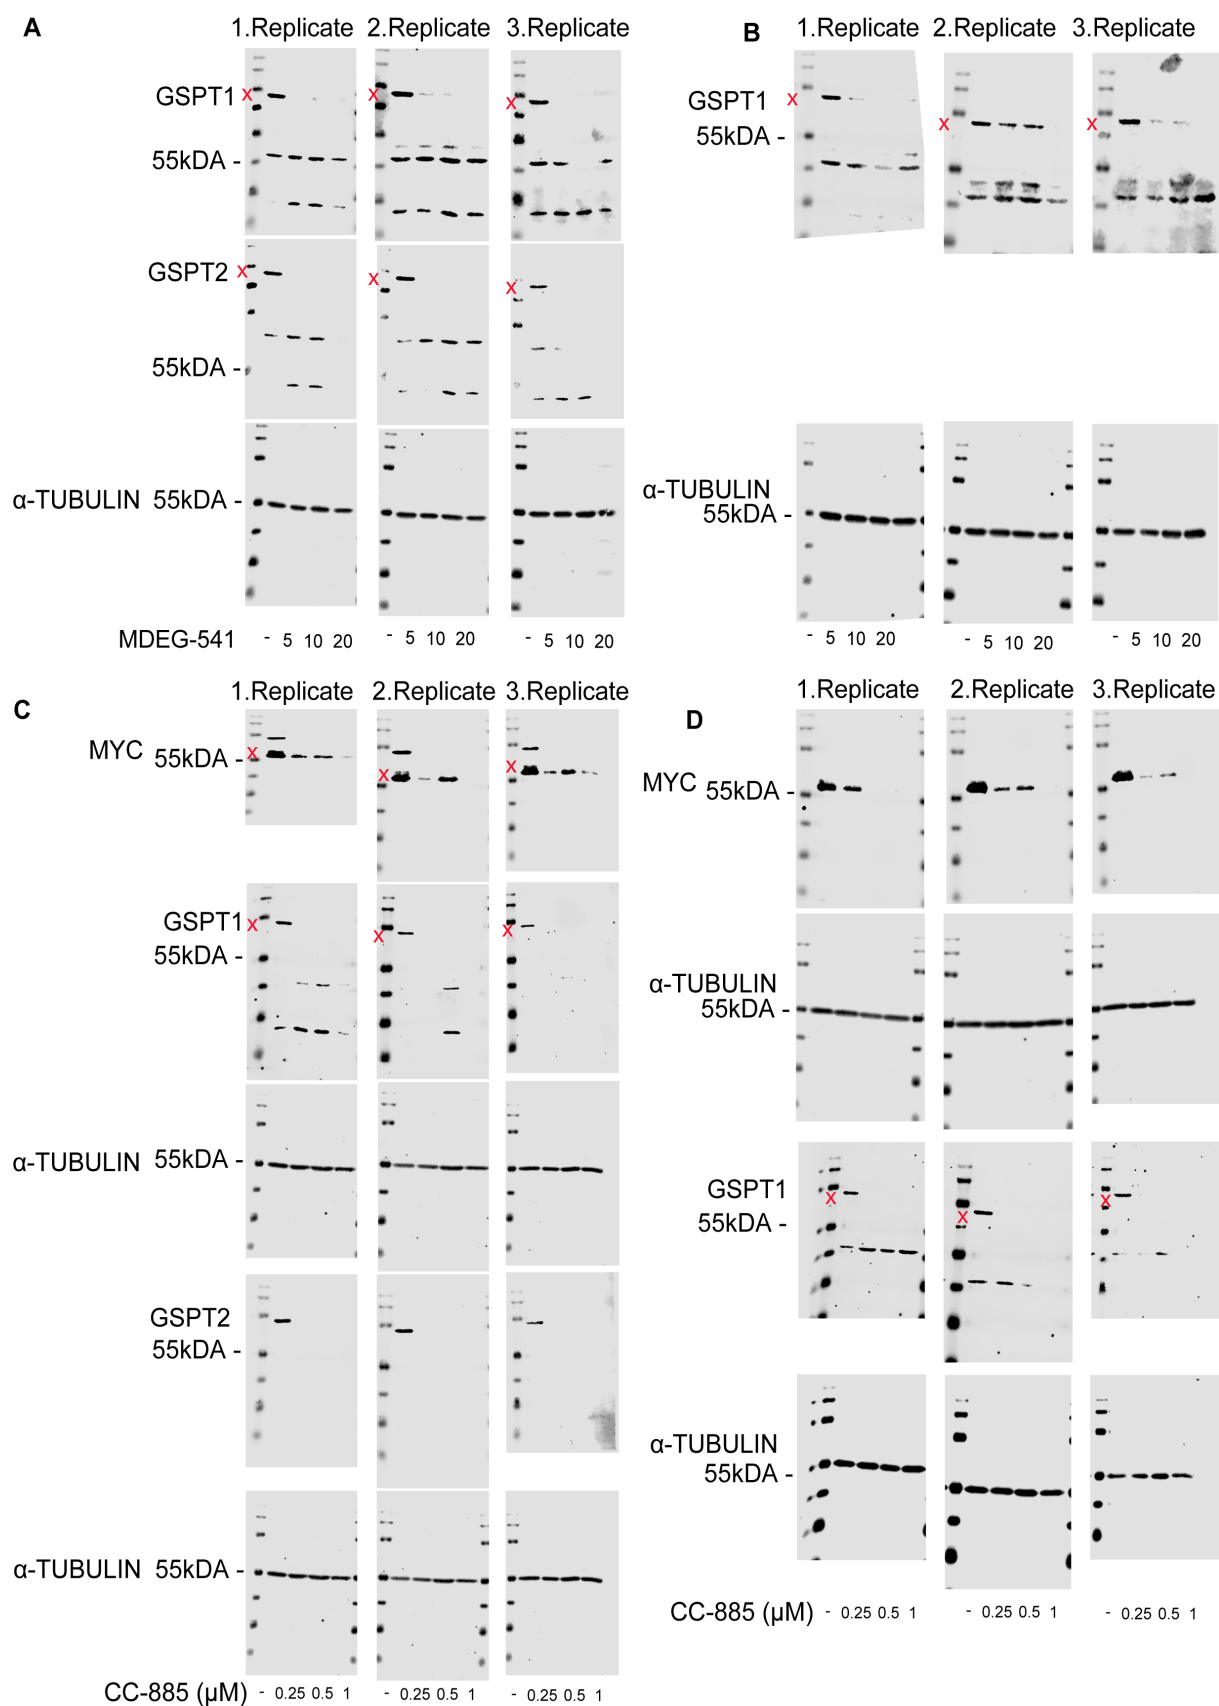 A
1.Replicate 2.Replicate 3.Replicate
x GSPT1 x x
55kDA -
GSPT2 x x x
55kDA -
α-TUBULIN 55kDA -
MDEG-541 - 5 10 20 - 5 10 20 - 5 10 20
B
1.Replicate 2.Replicate 3.Replicate
GSPT1 x x x
55kDA -
α-TUBULIN
55kDA -
- 5 10 20 - 5 10 20 - 5 10 20
C
1.Replicate 2.Replicate 3.Replicate
MYC 55kDA - x x x
GSPT1 x x x
55kDA -
α-TUBULIN 55kDA -
GSPT2
55kDA -
α-TUBULIN 55kDA -
CC-885 (µM) - 0.25 0.5 1 - 0.25 0.5 1 - 0.25 0.5 1
D
1.Replicate 2.Replicate 3.Replicate
MYC 55kDA -
α-TUBULIN
55kDA -
GSPT1 x x x
55kDA -
α-TUBULIN
55kDA -
CC-885 (µM) - 0.25 0.5 1 - 0.25 0.5 1 - 0.25 0.5 1